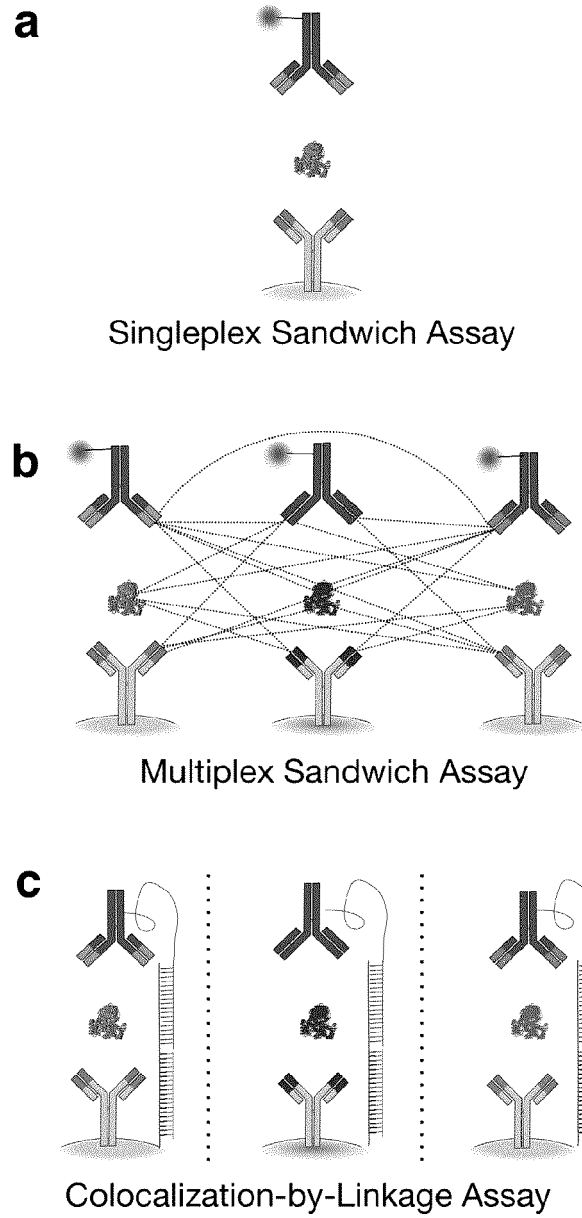 a
Singleplex Sandwich Assay
b
Multiplex Sandwich Assay
c
Colocalization-by-Linkage Assay